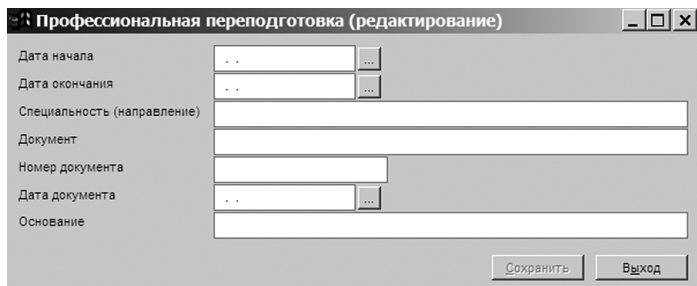 Профессиональная переподготовка (редактирование)
Дата начала . . ...
Дата окончания . . ...
Специальность (направление)
Документ
Номер документа
Дата документа . . ...
Основание
Сохранить Выход